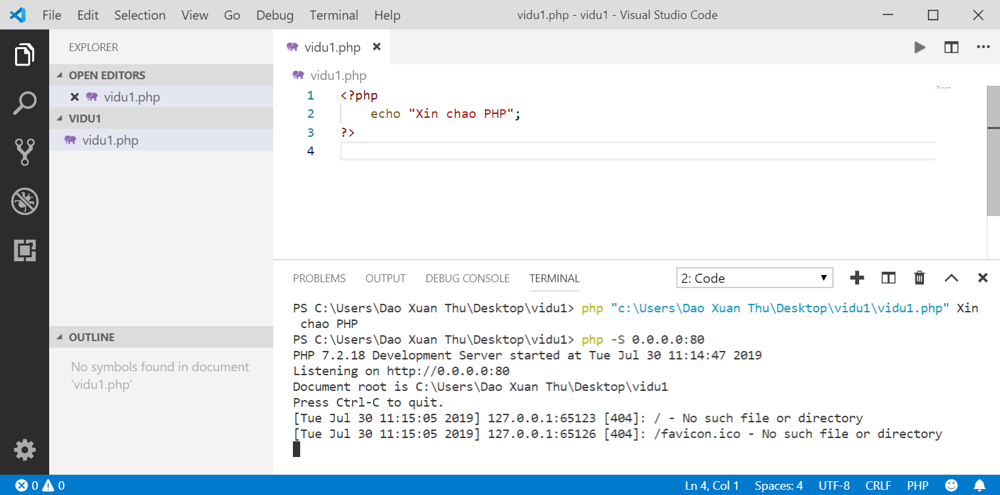 File Edit Selection View Go Debug Terminal Help vidu1.php - vidu1 - Visual Studio Code
EXPLORER
OPEN EDITORS
vidu1.php
VIDU1
vidu1.php
OUTLINE
No symbols found in document
'vidu1.php'
vidu1.php
vidu1.php
1 <?php
2 echo "Xin chao PHP";
3 ?>
4
PROBLEMS OUTPUT DEBUG CONSOLE TERMINAL 2: Code
PS C:\Users\Dao Xuan Thu\Desktop\vidu1> php "c:\Users\Dao Xuan Thu\Desktop\vidu1\vidu1.php" Xin
chao PHP
PS C:\Users\Dao Xuan Thu\Desktop\vidu1> php -S 0.0.0.0:80
PHP 7.2.18 Development Server started at Tue Jul 30 11:14:47 2019
Listening on http://0.0.0.0:80
Document root is C:\Users\Dao Xuan Thu\Desktop\vidu1
Press Ctrl-C to quit.
[Tue Jul 30 11:15:05 2019] 127.0.0.1:65123 [404]: / - No such file or directory
[Tue Jul 30 11:15:05 2019] 127.0.0.1:65126 [404]: /favicon.ico - No such file or directory
0 0 Ln 4, Col 1 Spaces: 4 UTF-8 CRLF PHP